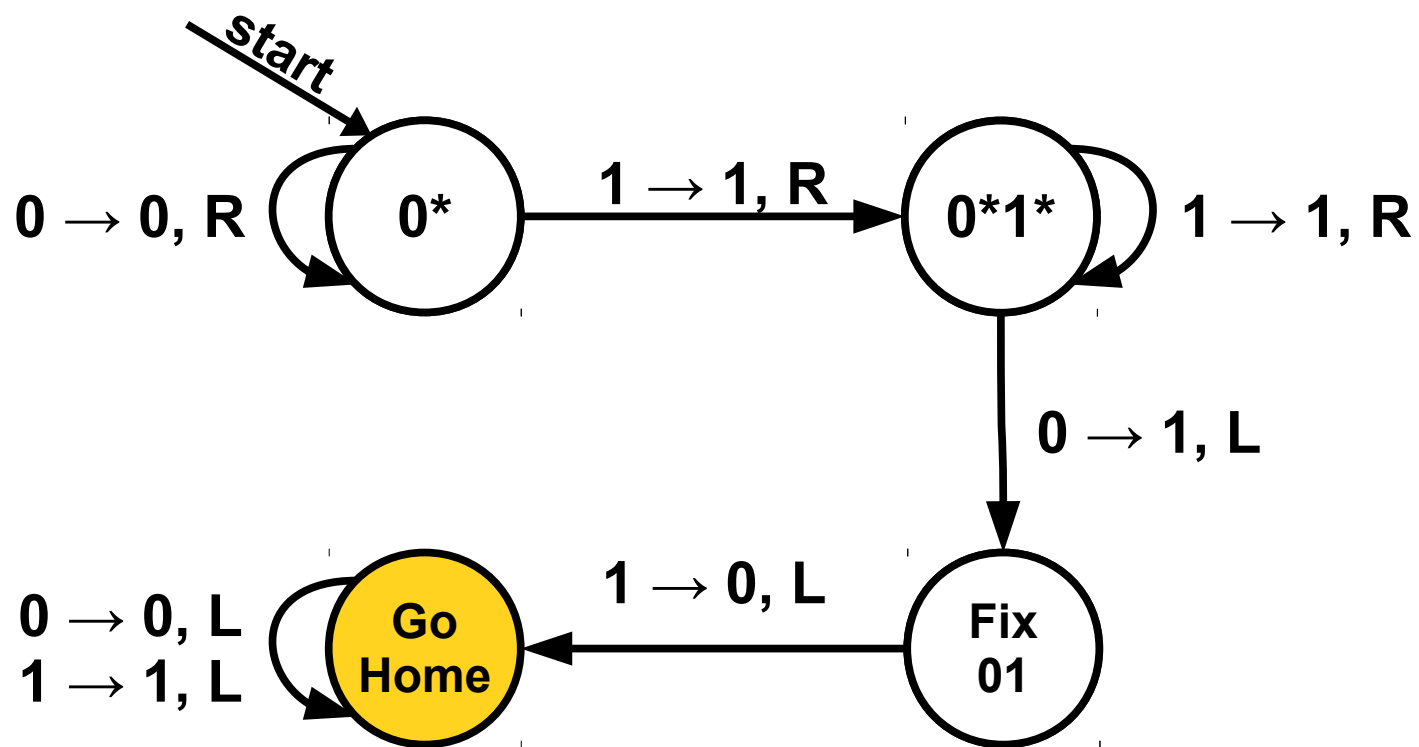 start
0 → 0, R
0*
1 → 1, R
0*1*
1 → 1, R
0 → 1, L
0 → 0, L
1 → 1, L
Go
Home
1 → 0, L
Fix
01